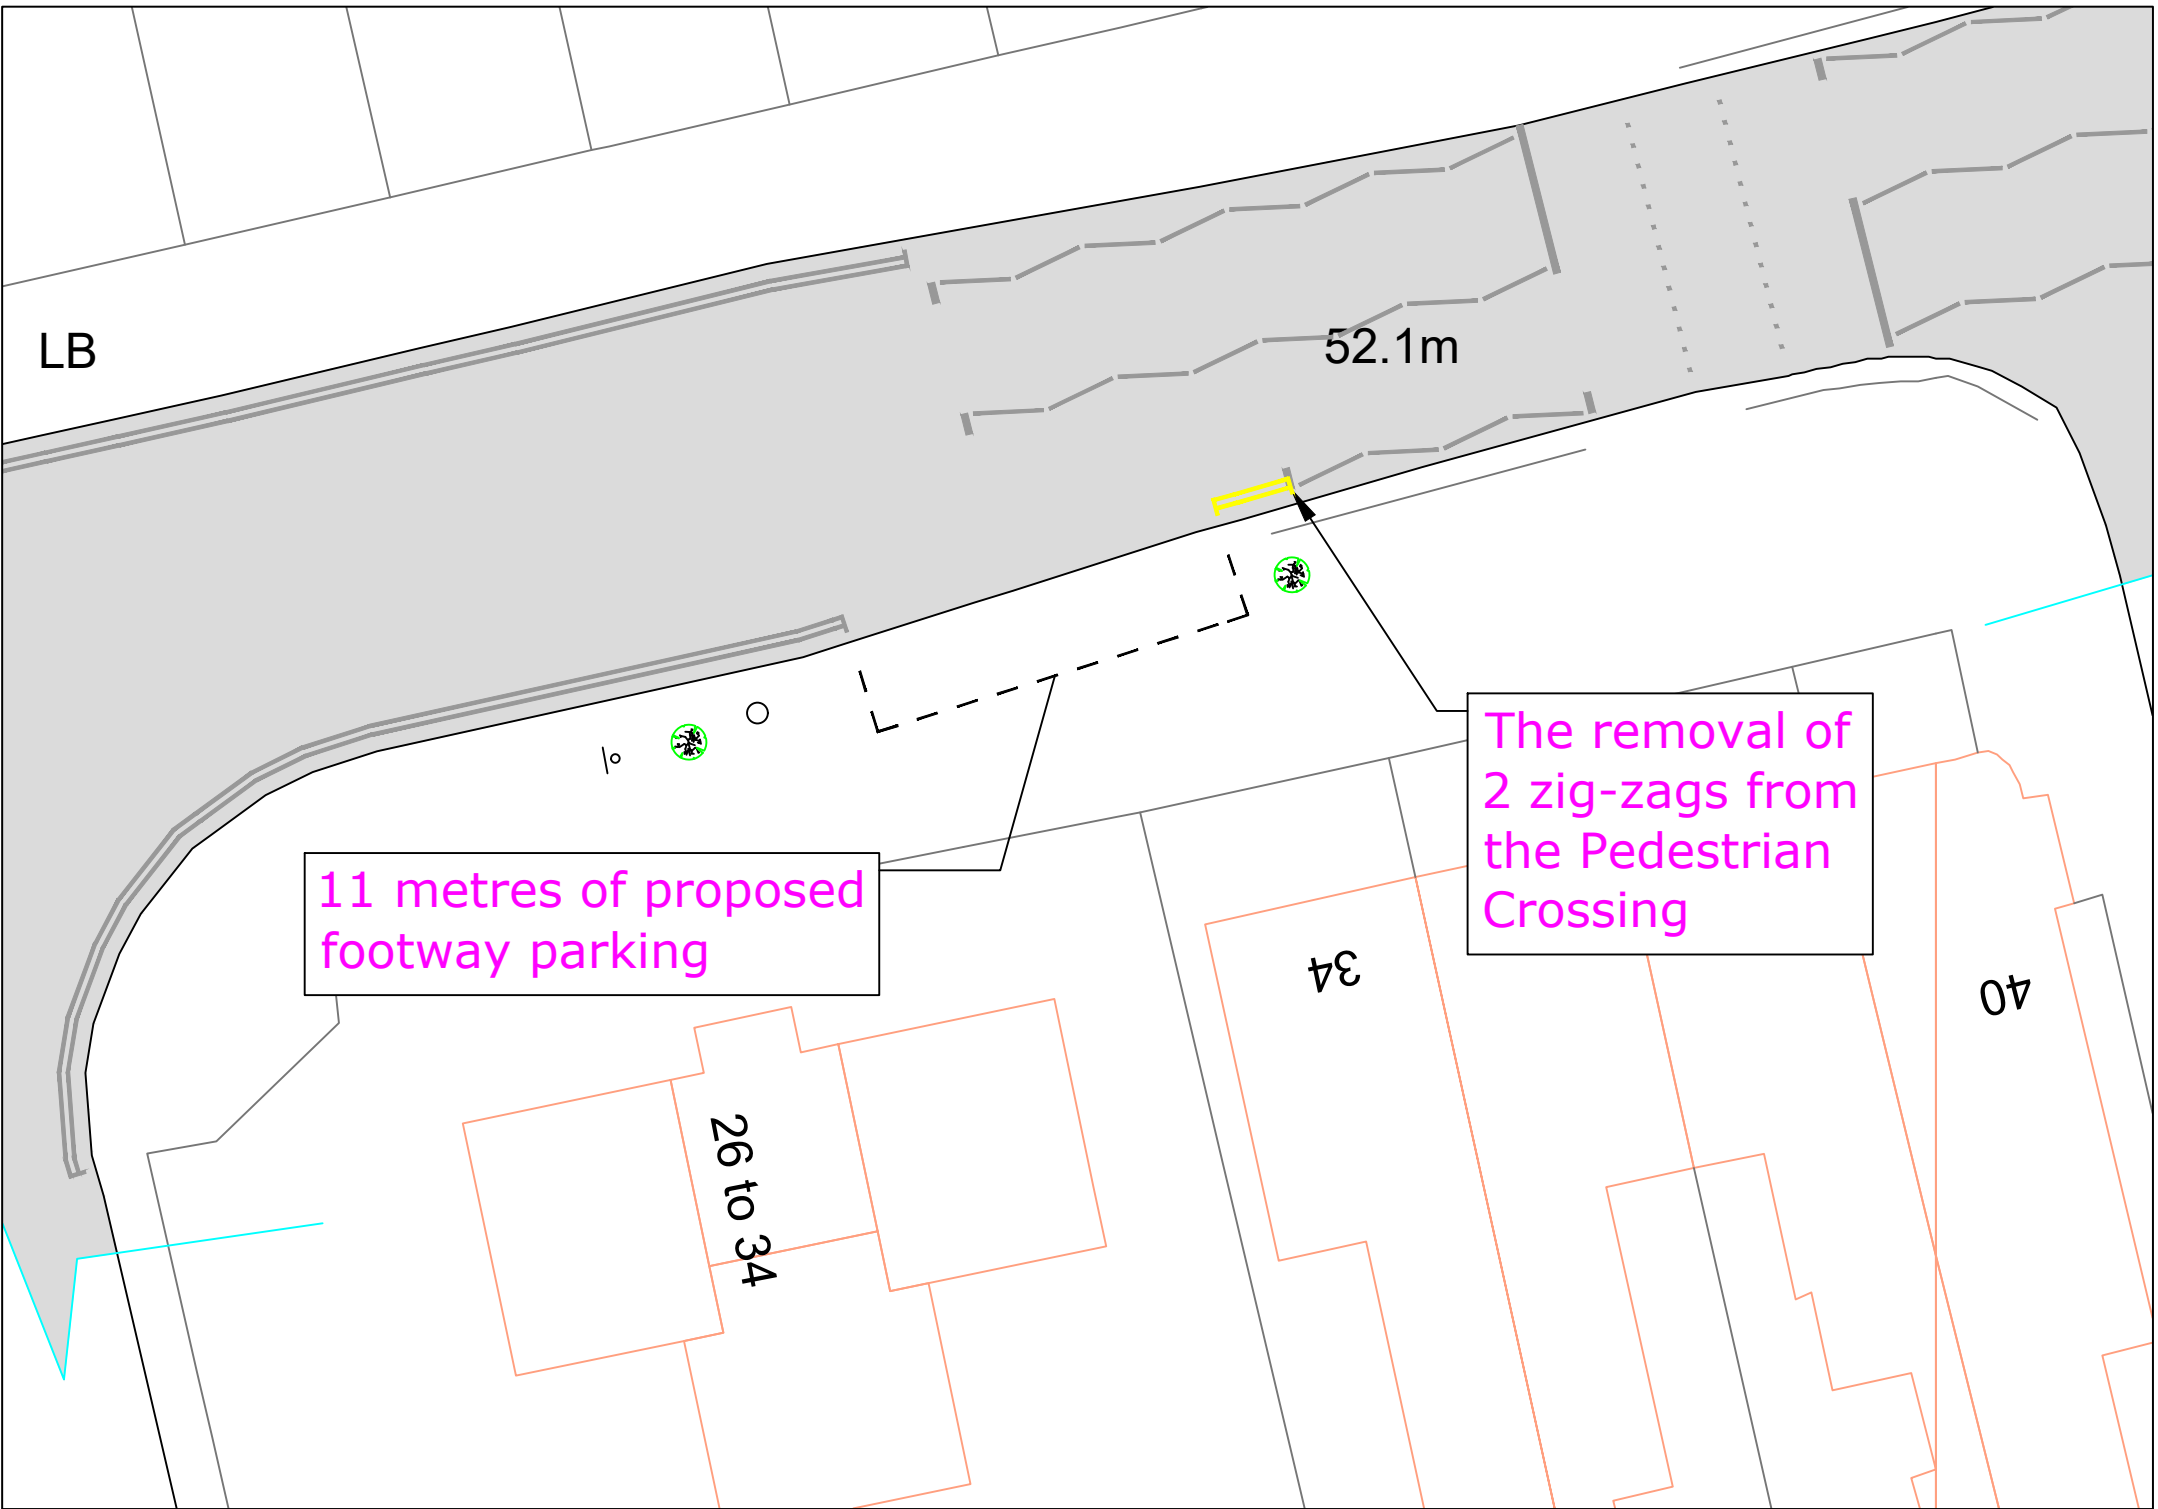 LB
52.1m
The removal of
2 zig-zags from
the Pedestrian
Crossing
11 metres of proposed
footway parking
34
40
26 to 34